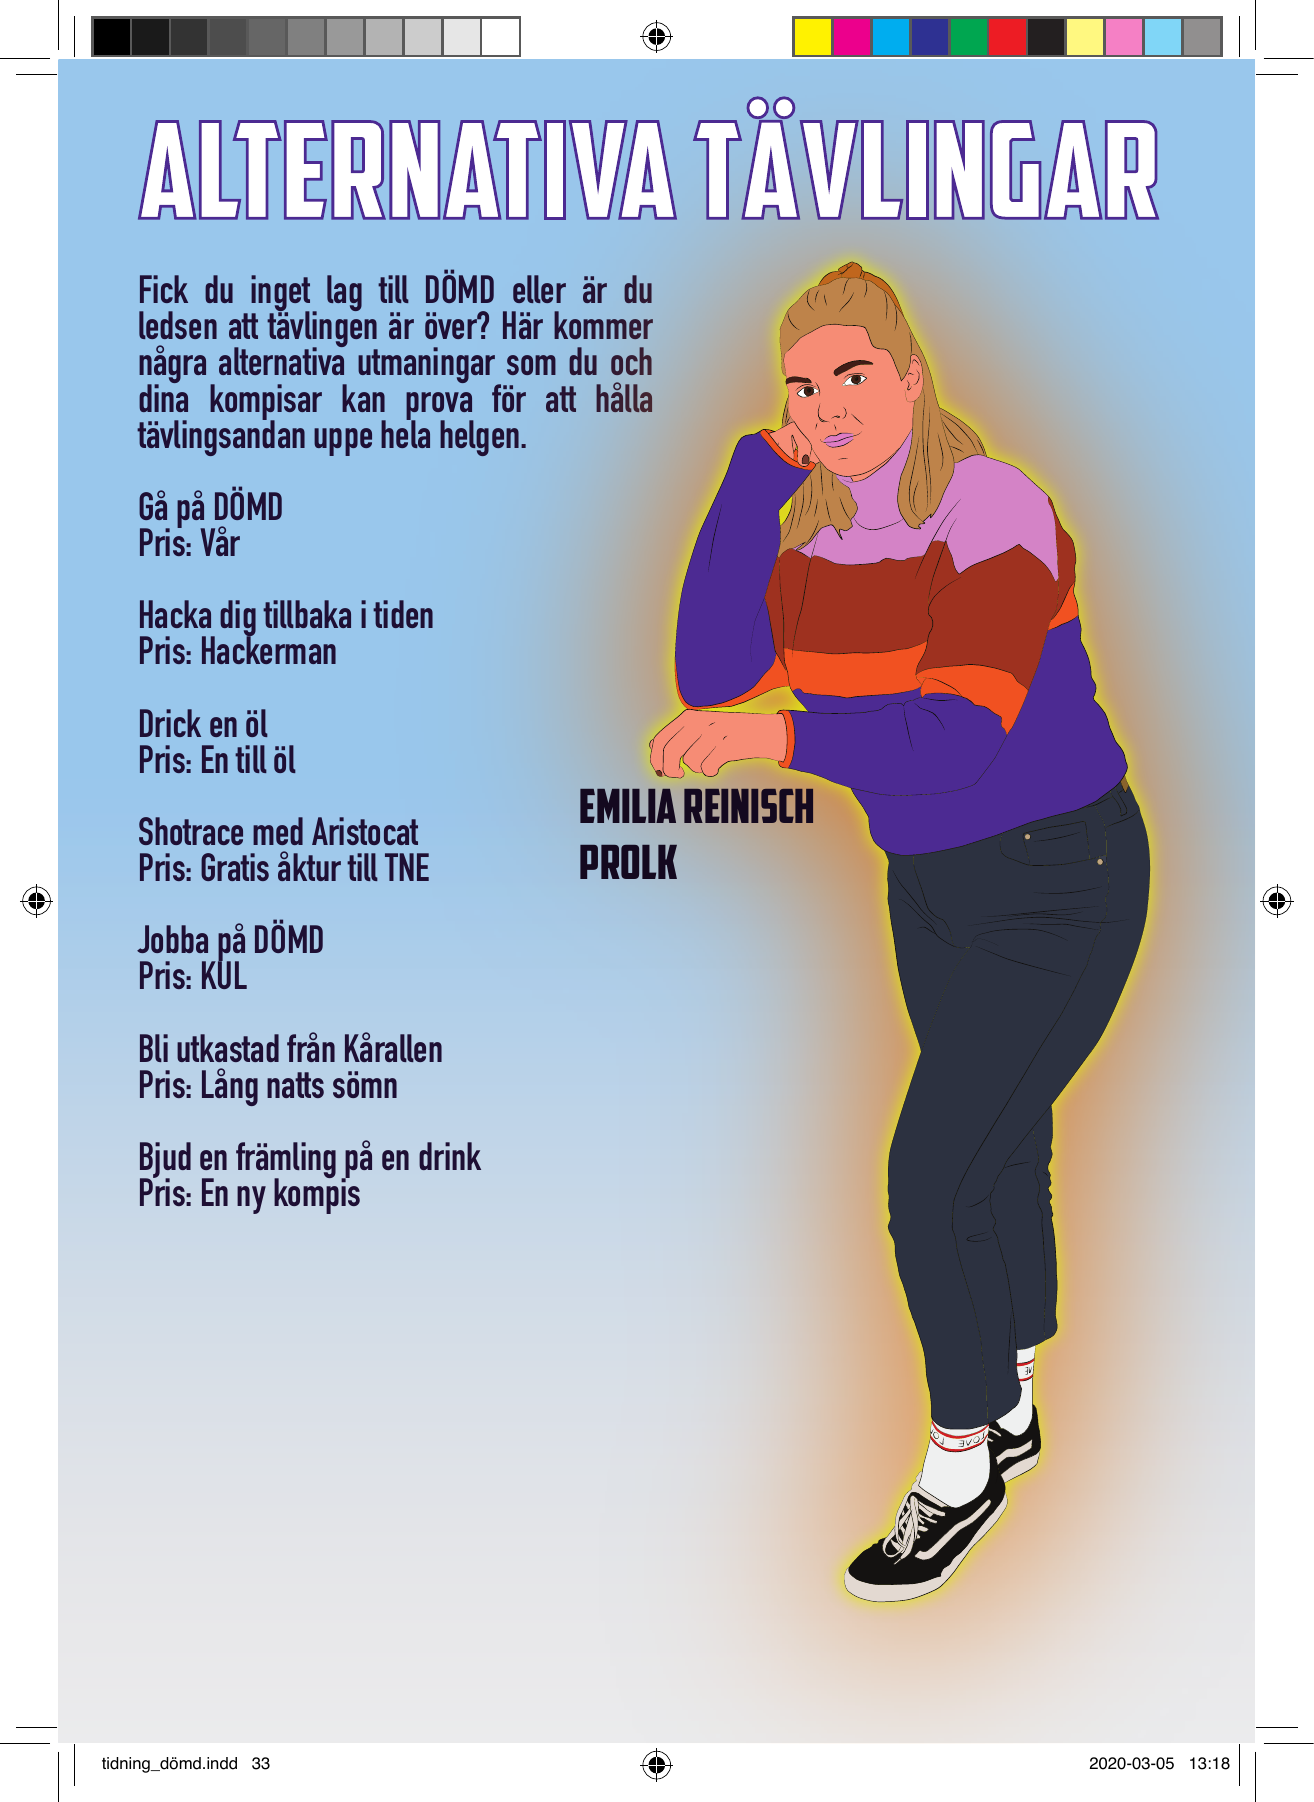 ALTERNATIVA TÄVLINGAR
Fick du inget lag till DÖMD eller är du
ledsen att tävlingen är över? Här kommer
några alternativa utmaningar som du och
dina kompisar kan prova för att hålla
tävlingsandan uppe hela helgen.
Gå på DÖMD
Pris: Vår
Hacka dig tillbaka i tiden
Pris: Hackerman
Drick en öl
Pris: En till öl
Shotrace med Aristocat
Pris: Gratis åktur till TNE
Jobba på DÖMD
Pris: KUL
Bli utkastad från Kårallen
Pris: Lång natts sömn
Bjud en främling på en drink
Pris: En ny kompis
EMILIA REINISCH
PROLK
tidning_dömd.indd 33
2020-03-05 13:18